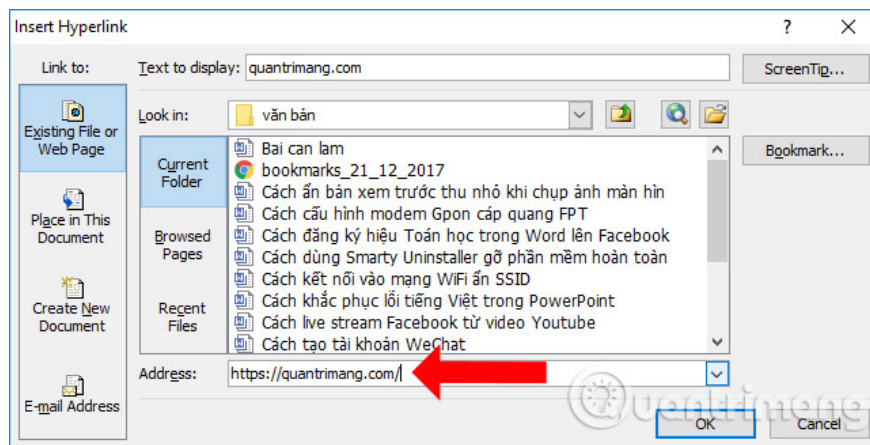 Insert Hyperlink
Link to:
Text to display: quantrimang.com
ScreenTip...
Existing File or
Web Page
Place in This
Document
Create New
Document
E-mail Address
Look in: văn bản
Current
Folder
Browsed
Pages
Recent
Files
Bai can lam
bookmarks_21_12_2017
Cách ẩn bản xem trước thu nhỏ khi chụp ảnh màn hìn
Cách cấu hình modem Gpon cáp quang FPT
Cách đăng ký hiệu Toán học trong Word lên Facebook
Cách dùng Smarty Uninstaller gỡ phần mềm hoàn toàn
Cách kết nối vào mạng WiFi ẩn SSID
Cách khắc phục lỗi tiếng Việt trong PowerPoint
Cách live stream Facebook từ video Youtube
Cách tạo tài khoản WeChat
Bookmark...
Address: https://quantrimang.com/
Quantrimang
OK
Cancel